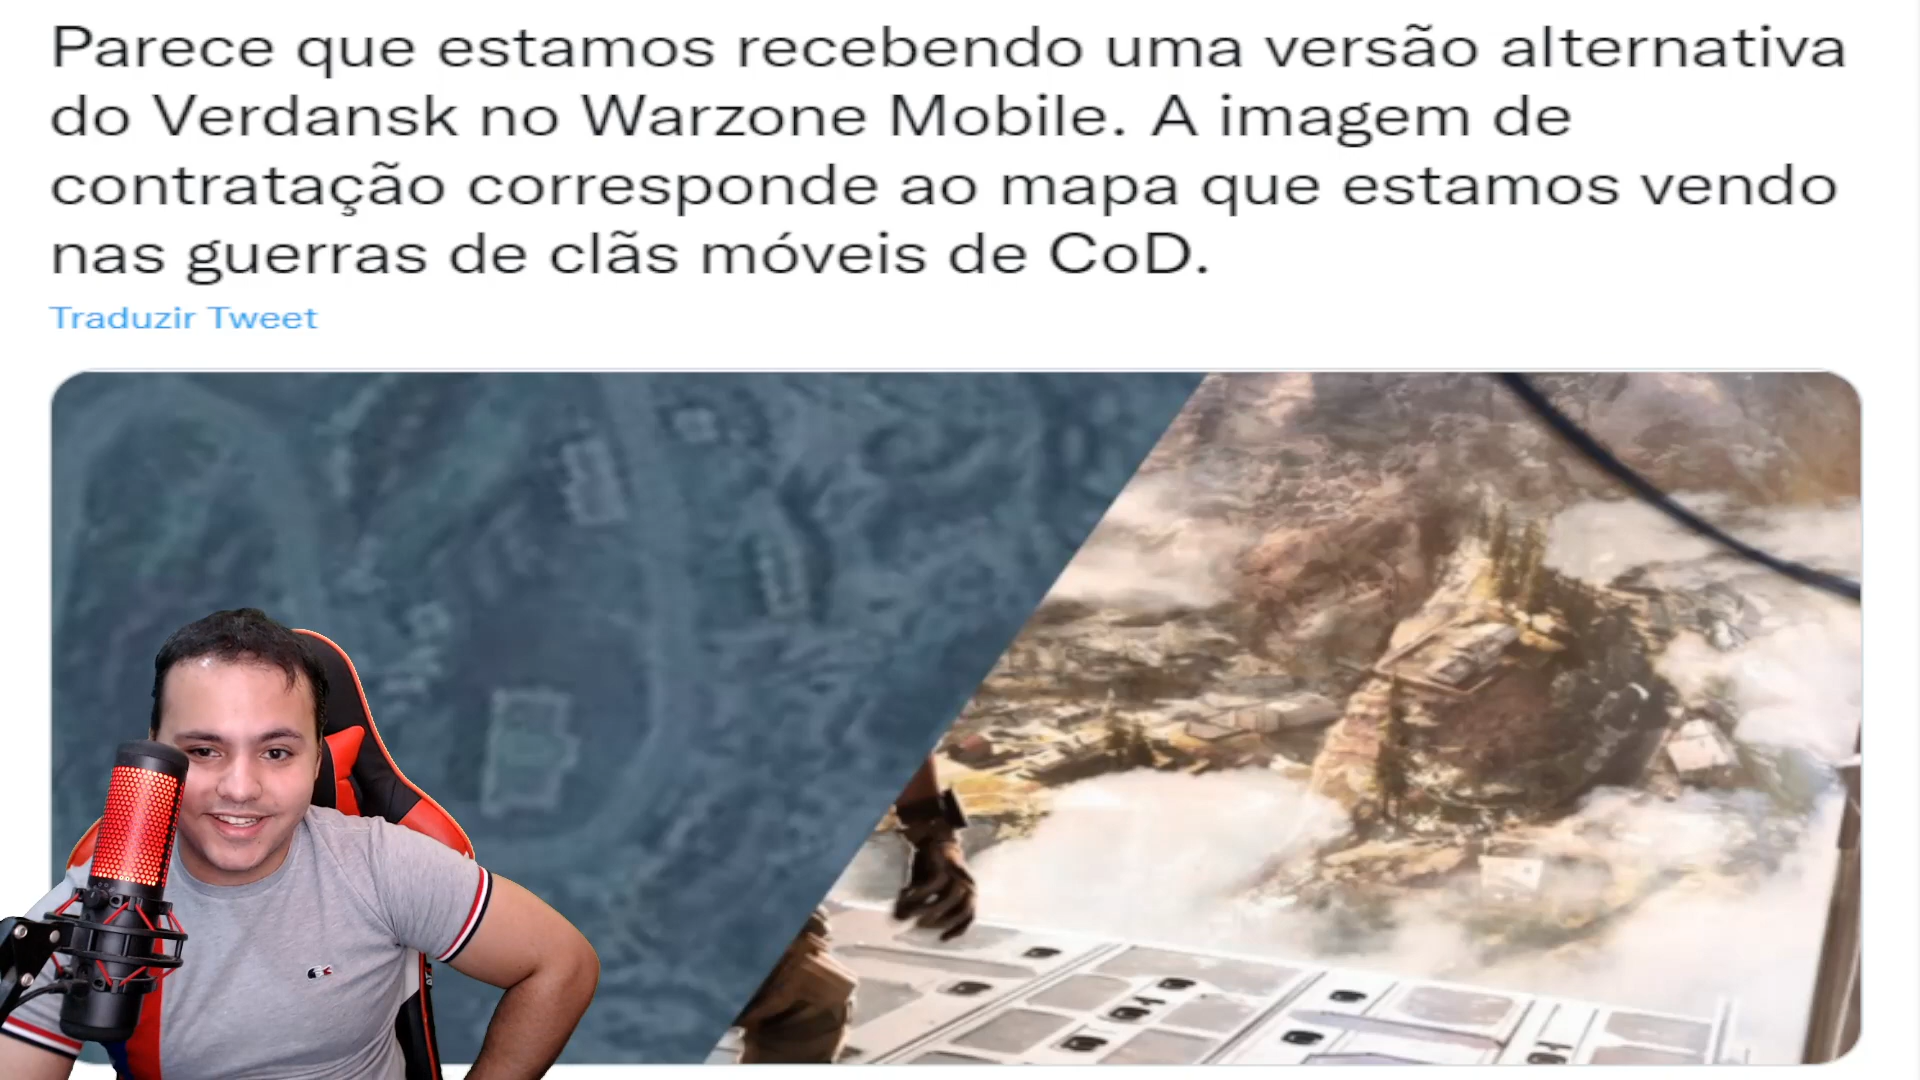 Parece que estamos recebendo uma versão alternativa
do Verdansk no Warzone Mobile. A imagem de
contratação corresponde ao mapa que estamos vendo
nas guerras de clãs móveis de CoD.
Traduzir Tweet